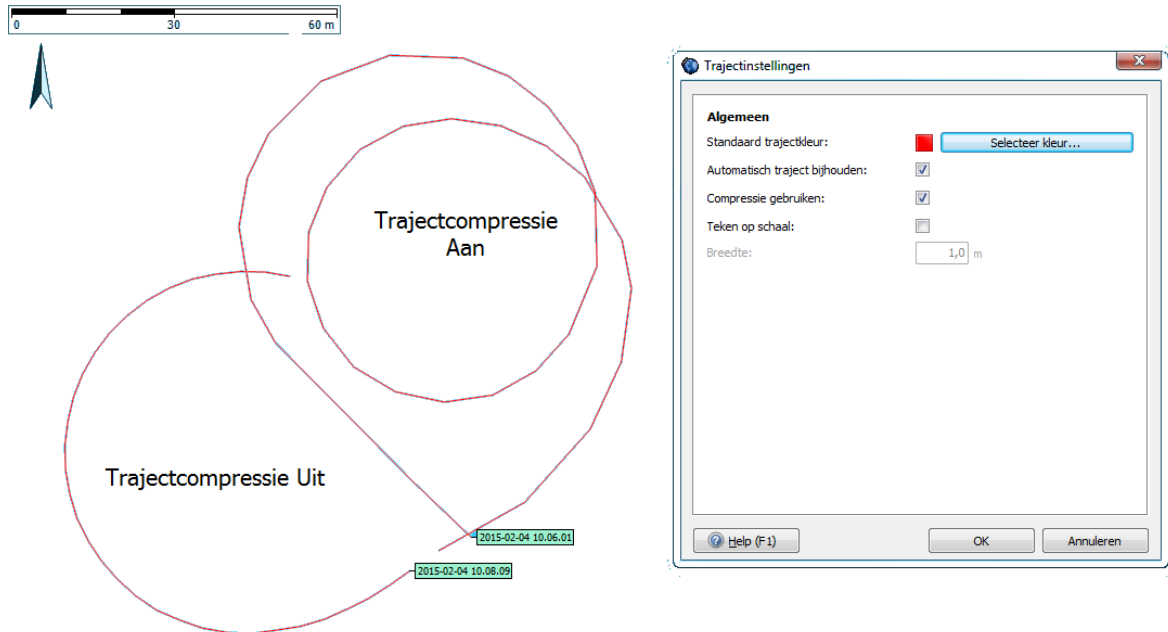 0 30 60 m
Trajectcompressie
Aan
Trajectcompressie Uit
2015-02-04 10.06.01
2015-02-04 10.08.09
Trajectinstellingen
Algemeen
Standaard trajectkleur:
Selecteer kleur...
Automatisch traject bijhouden:
Compressie gebruiken:
Teken op schaal:
Breedte: 1,0 m
Help (F1)
OK
Annuleren